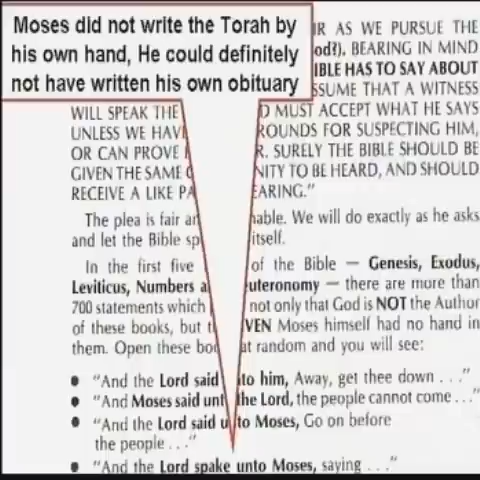 Moses did not write the Torah by
his own hand, He could definitely
not have written his own obituary
IR AS WE PURSUE THE
od?). BEARING IN MIND
IBLE HAS TO SAY ABOUT
SSUME THAT A WITNESS
WILL SPEAK THE D MUST ACCEPT WHAT HE SAYS
UNLESS WE HAV ROUNDS FOR SUSPECTING HIM,
OR CAN PROVE R. SURELY THE BIBLE SHOULD BE
GIVEN THE SAME NITY TO BE HEARD, AND SHOULD
RECEIVE A LIKE EARING."
The plea is fair able. We will do exactly as he asks
and let the Bible itself.
In the first five of the Bible — Genesis, Exodus,
Leviticus, Numbers uteronomy — there are more than
700 statements which not only that God is NOT the Author
of these books, but VEN Moses himself had no hand in
them. Open these at random and you will see:
• "And the Lord said to him, Away, get thee down . . ."
• "And Moses said unt the Lord, the people cannot come . . ."
• "And the Lord said u to Moses, Go on before
the people . . ."
• "And the Lord spake unto Moses, saying . . ."